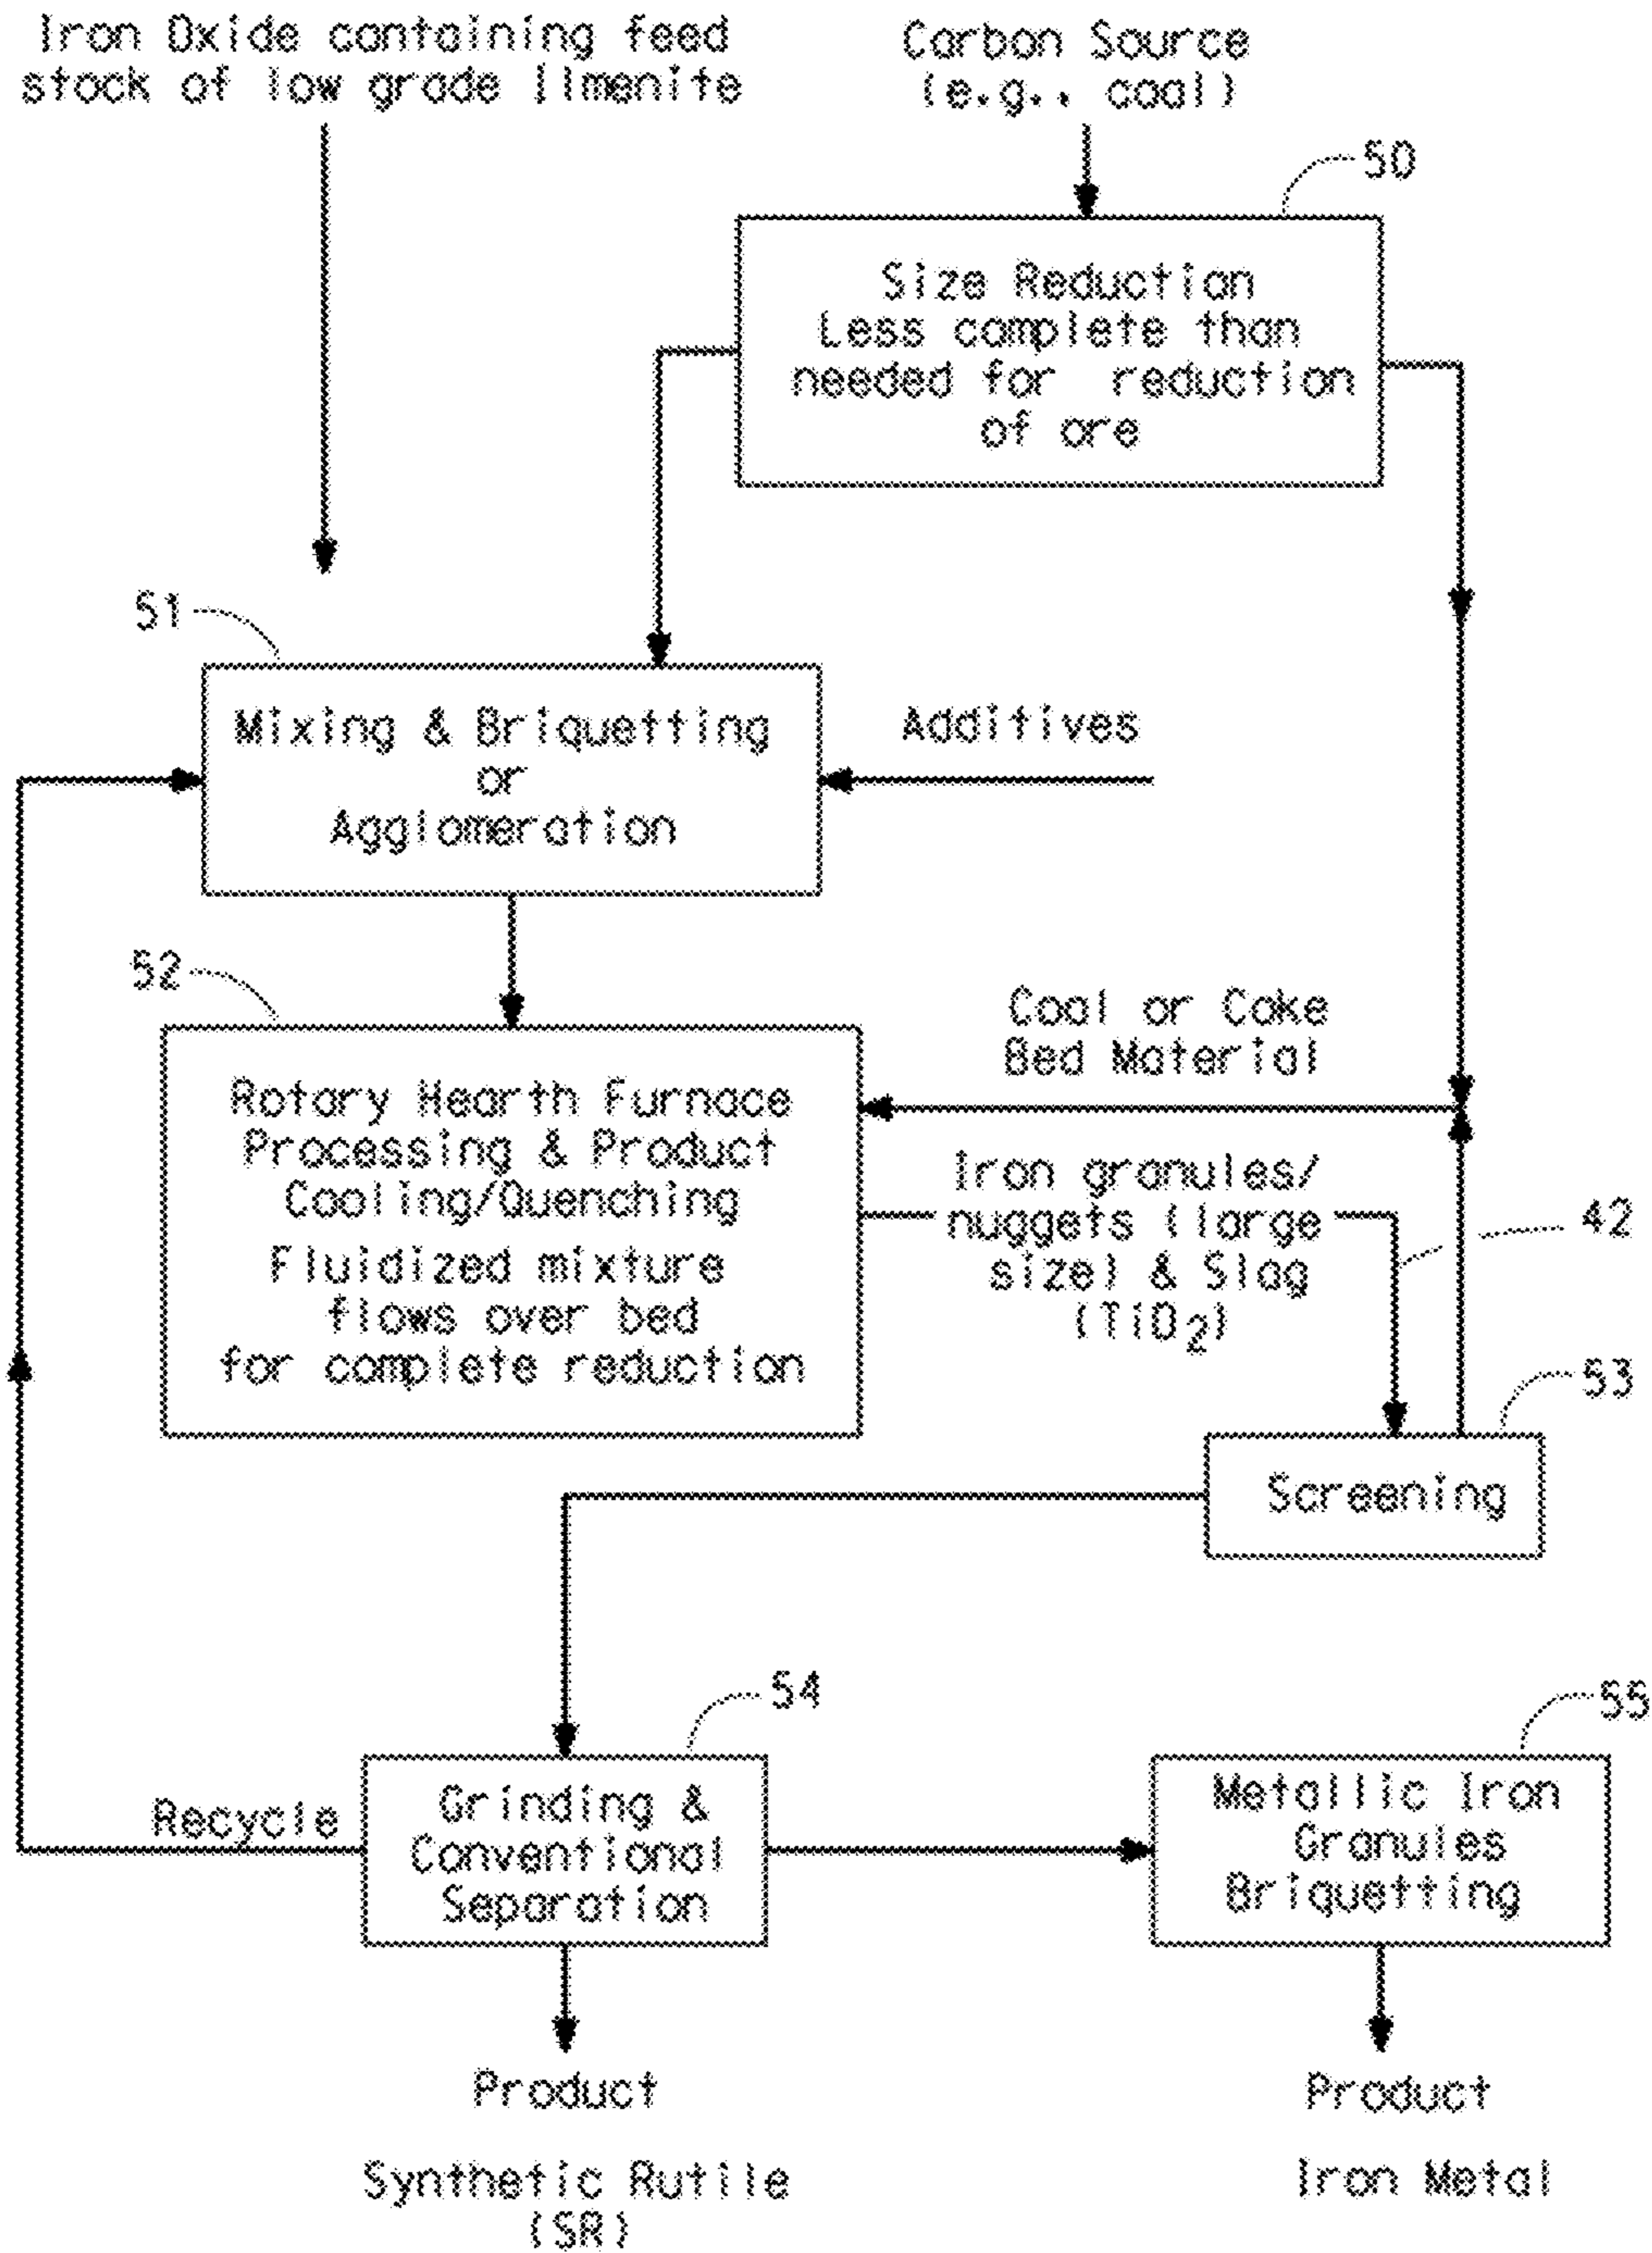 Iron Oxide containing feed
stock of low grade Ilmenite
Carbon Source
(e.g., coal)
50
Size Reduction
Less complete than
needed for reduction
of ore
51
Mixing & Briquetting
or
Agglomeration
Additives
52
Rotary Hearth Furnace
Processing & Product
Cooling/Quenching
Fluidized mixture
flows over bed
for complete reduction
Coal or Coke
Bed Material
Iron granules/
nuggets (large
size) & Slag
(TiO2)
42
53
Screening
54
Recycle
Grinding &
Conventional
Separation
55
Metallic Iron
Granules
Briquetting
Product
Synthetic Rutile
(SR)
Product
Iron Metal